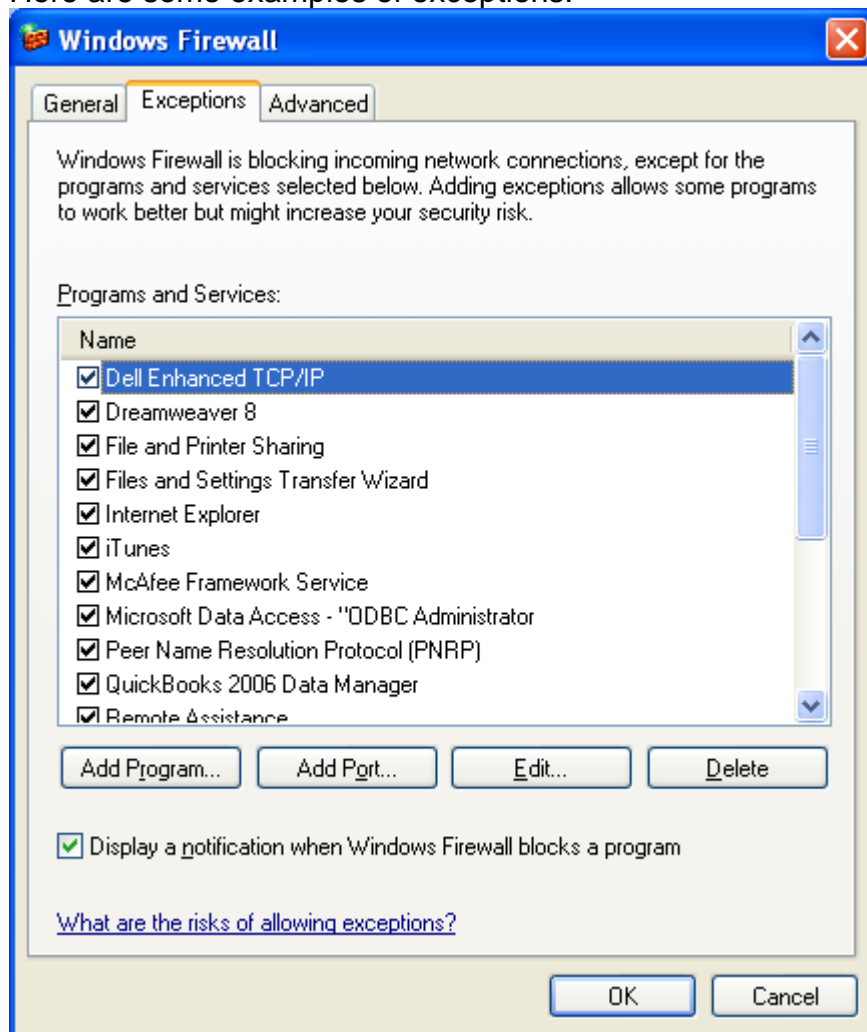 Here are some examples of exceptions:
Windows Firewall
General Exceptions Advanced
Windows Firewall is blocking incoming network connections, except for the
programs and services selected below. Adding exceptions allows some programs
to work better but might increase your security risk.
Programs and Services:
Name
Dell Enhanced TCP/IP
Dreamweaver 8
File and Printer Sharing
Files and Settings Transfer Wizard
Internet Explorer
iTunes
McAfee Framework Service
Microsoft Data Access - "ODBC Administrator
Peer Name Resolution Protocol (PNRP)
QuickBooks 2006 Data Manager
Remote Assistance
Add Program... Add Port... Edit... Delete
Display a notification when Windows Firewall blocks a program
What are the risks of allowing exceptions?
OK Cancel